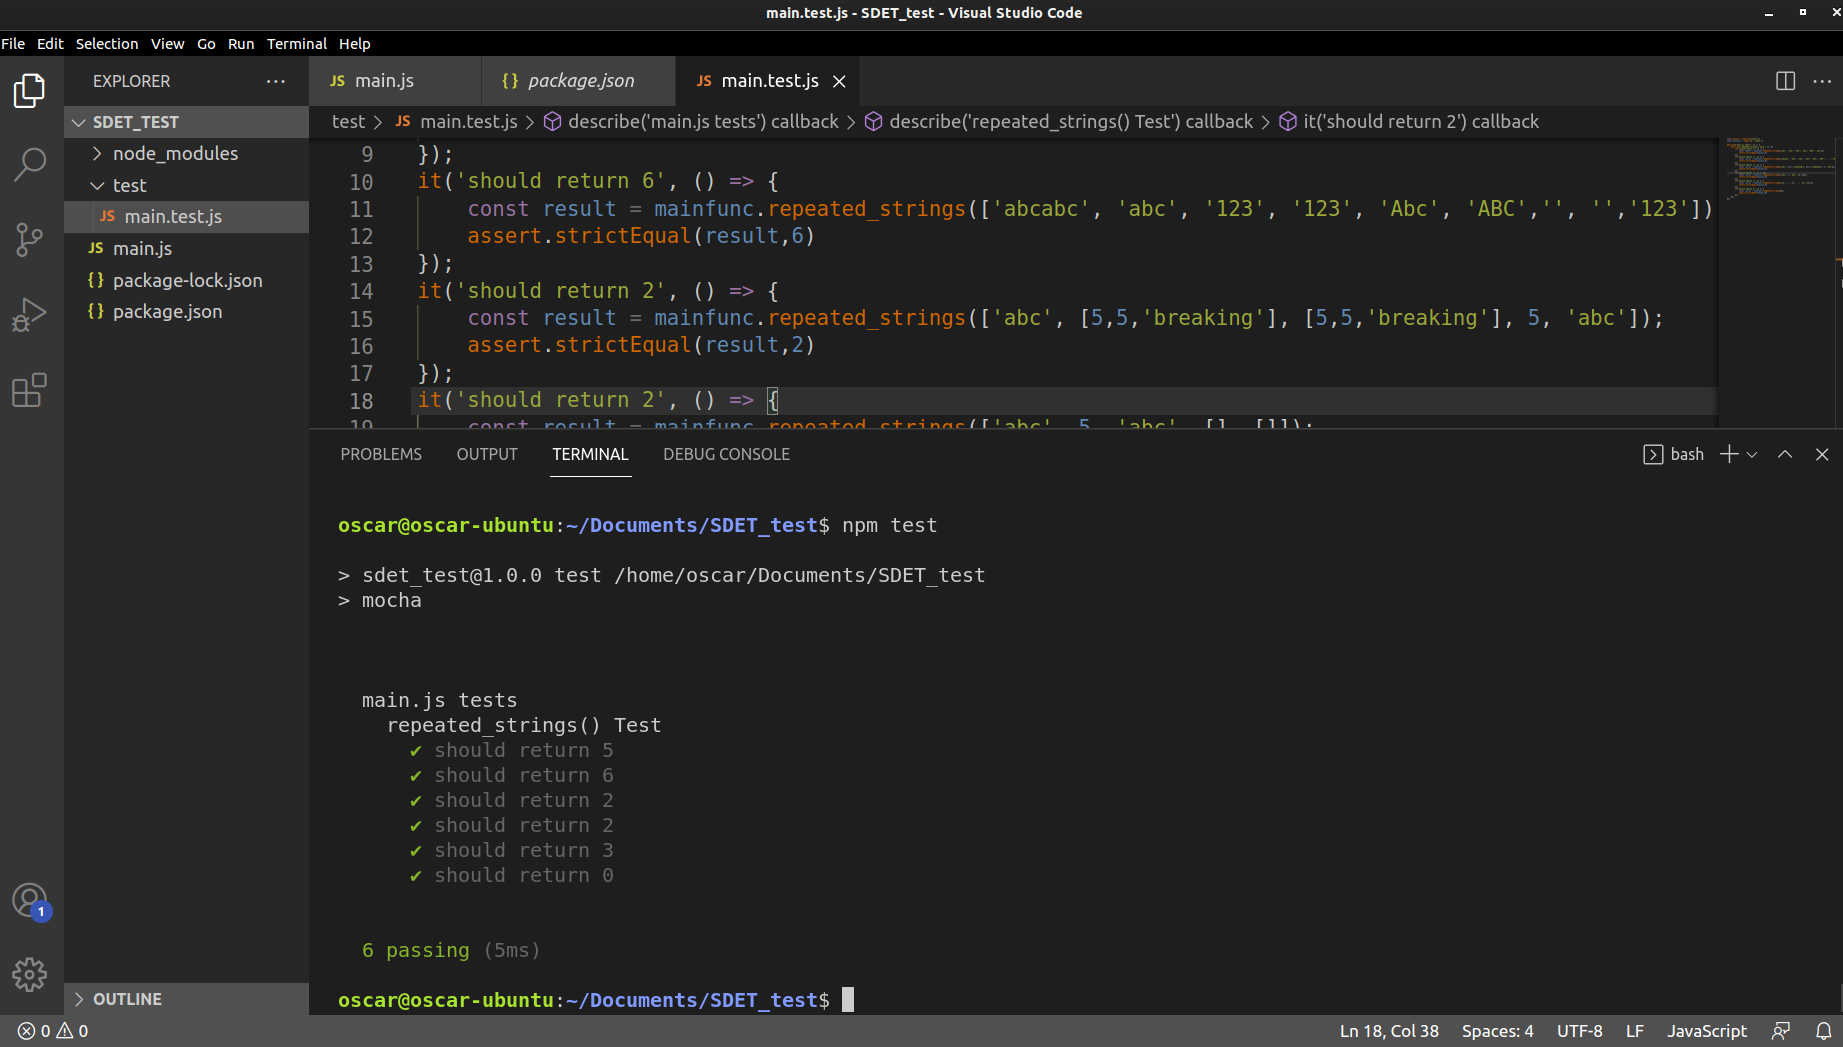 main.test.js - SDET_test - Visual Studio Code
File Edit Selection View Go Run Terminal Help
EXPLORER
SDET_TEST
node_modules
test
JS main.test.js
JS main.js
{} package-lock.json
{} package.json
OUTLINE
JS main.js
{} package.json
JS main.test.js
test > JS main.test.js > describe('main.js tests') callback > describe('repeated_strings() Test') callback > it('should return 2') callback
9 });
10 it('should return 6', () => {
11 const result = mainfunc.repeated_strings(['abcabc', 'abc', '123', '123', 'Abc', 'ABC','', '','123'])
12 assert.strictEqual(result,6)
13 });
14 it('should return 2', () => {
15 const result = mainfunc.repeated_strings(['abc', [5,5,'breaking'], [5,5,'breaking'], 5, 'abc']);
16 assert.strictEqual(result,2)
17 });
18 it('should return 2', () => {
19 const result = mainfunc.repeated_strings(['abc', 5, 'abc', [], []]);
PROBLEMS OUTPUT TERMINAL DEBUG CONSOLE
bash
oscar@oscar-ubuntu:~/Documents/SDET_test$ npm test
> sdet_test@1.0.0 test /home/oscar/Documents/SDET_test
> mocha
main.js tests
repeated_strings() Test
✔ should return 5
✔ should return 6
✔ should return 2
✔ should return 2
✔ should return 3
✔ should return 0
6 passing (5ms)
oscar@oscar-ubuntu:~/Documents/SDET_test$
1
0 0
Ln 18, Col 38 Spaces: 4 UTF-8 LF JavaScript